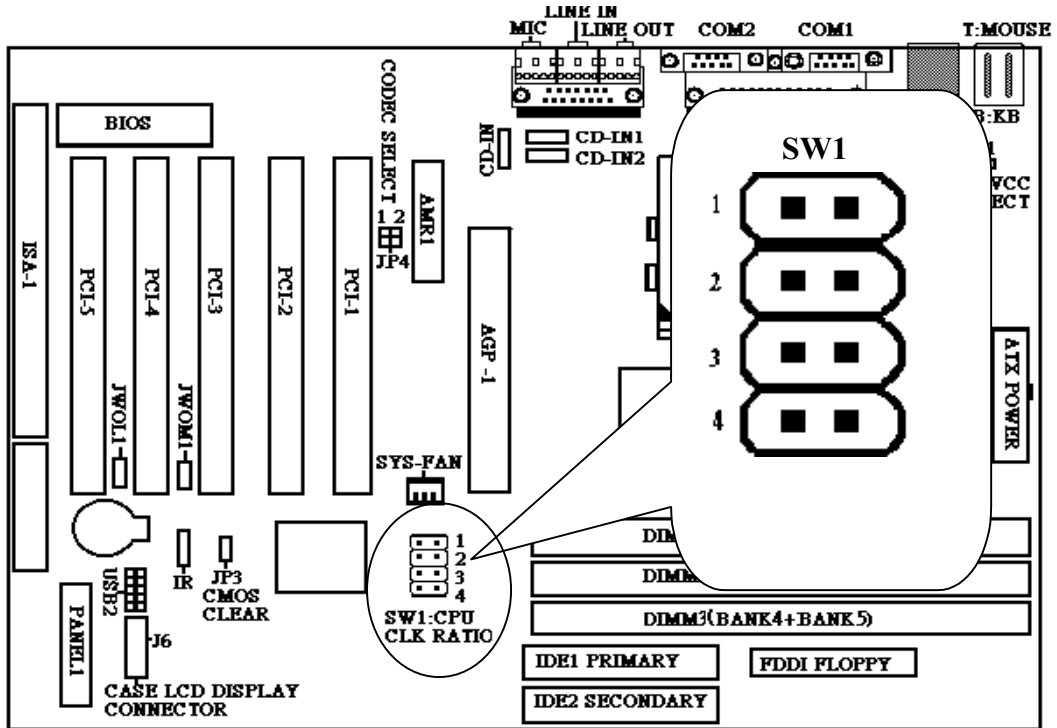 LINE IN
MIC
LINE OUT
COM2
COM1
T:MOUSE
B:KB
CODEC SELECT
BIOS
CD-IN
CD-IN1
CD-IN2
SW1
1
2
3
4
1
VCC
ECT
1 2
JP4
AMR1
ISA-1
PCI-5
PCI-4
PCI-3
PCI-2
PCI-1
AGP -1
ATX POWER
JWOL1
JWOM1
SYS-FAN
1
2
3
4
SW1:CPU
CLK RATIO
IR
JP3
CMOS
CLEAR
USB2
PANEL1
J6
CASE LCD DISPLAY
CONNECTOR
DIM
DIMM
DIMM3(BANK4+BANK5)
IDE1 PRIMARY
FDD1 FLOPPY
IDE2 SECONDARY